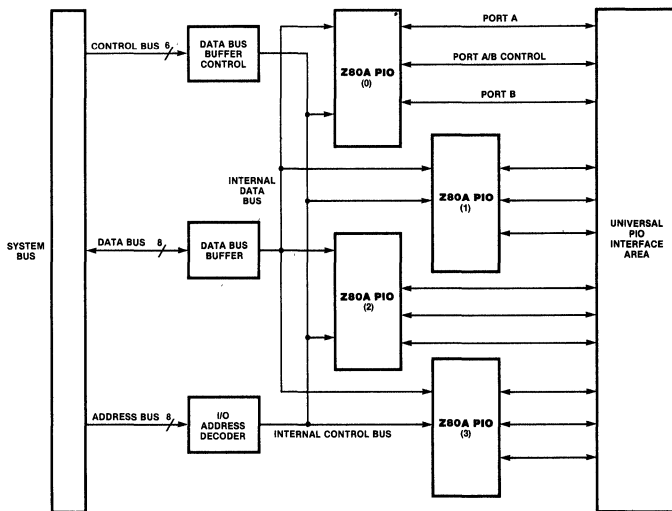 CONTROL BUS 6
DATA BUS
BUFFER
CONTROL
Z80A PIO
(0)
PORT A
PORT A/B CONTROL
PORT B
INTERNAL
DATA
BUS
Z80A PIO
(1)
SYSTEM
BUS
DATA BUS 8
DATA BUS
BUFFER
Z80A PIO
(2)
UNIVERSAL
PIO
INTERFACE
AREA
ADDRESS BUS 8
I/O
ADDRESS
DECODER
INTERNAL CONTROL BUS
Z80A PIO
(3)